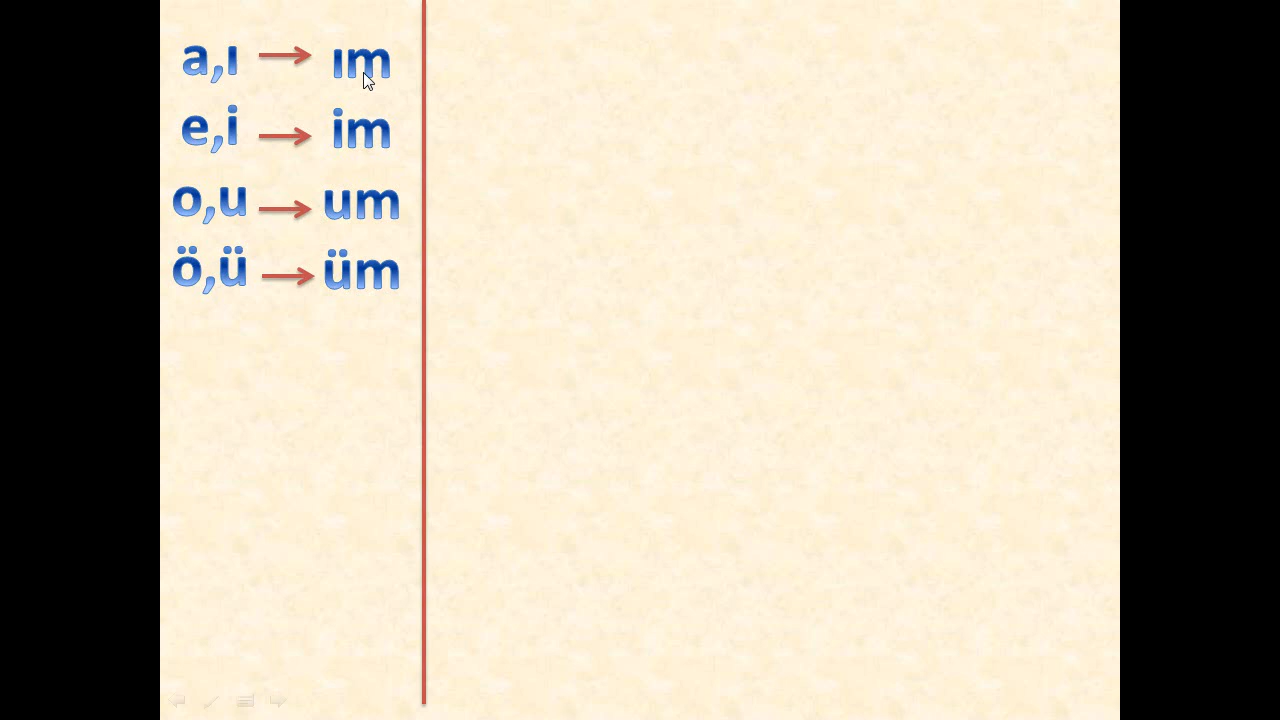 a,ı → ım
e,i → im
o,u → um
ö,ü → üm